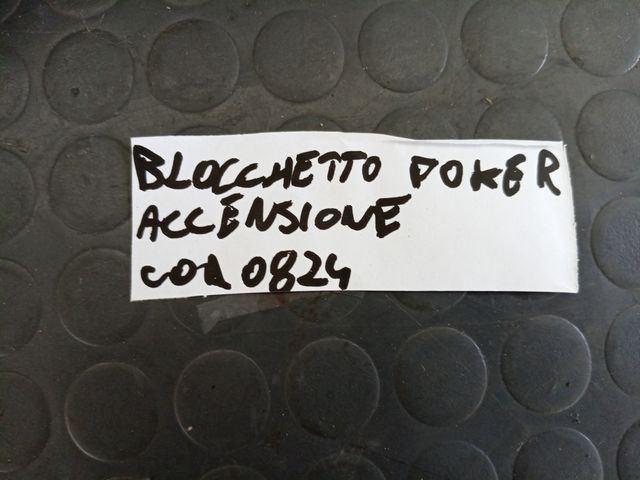 BLOCCHETTO POKER
ACCENSIONE
COD 0824